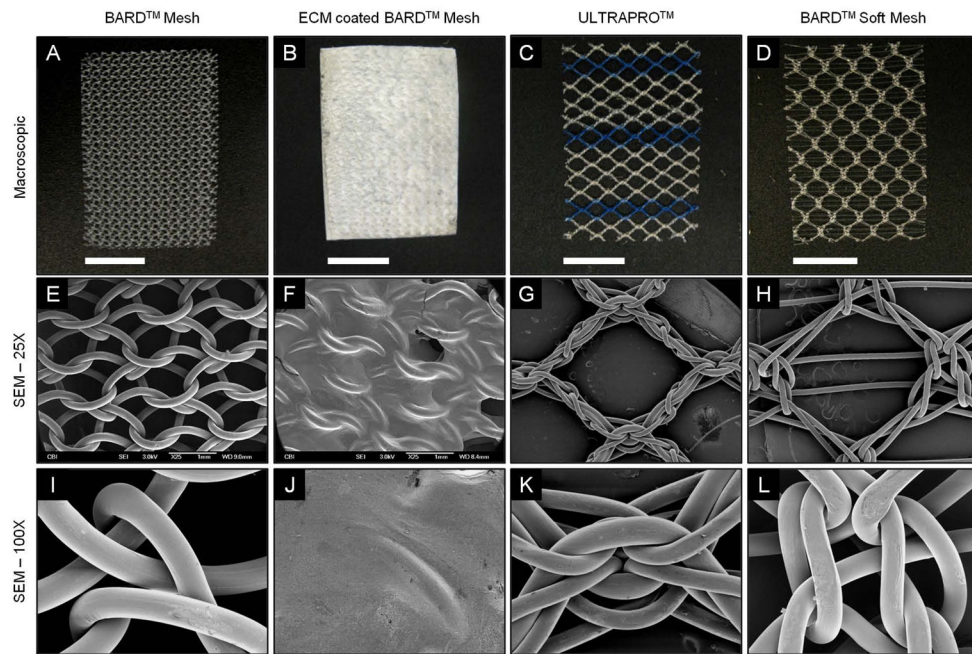 BARD™ Mesh
ECM coated BARD™ Mesh
ULTRAPRO™
BARD™ Soft Mesh
Macroscopic
A
B
C
D
SEM – 25X
E
F
G
H
CBI SEI 3.0kV X25 1mm WD 9.0mm
CBI SEI 3.0kV X25 1mm WD 8.4mm
SEM – 100X
I
J
K
L